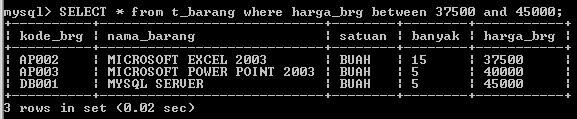 mysql> SELECT * from t_barang where harga_brg between 37500 and 45000;
+----------+----------------------------+--------+---------+-----------+
| kode_brg | nama_barang | satuan | banyak | harga_brg |
+----------+----------------------------+--------+---------+-----------+
| AP002 | MICROSOFT EXCEL 2003 | BUAH | 15 | 37500 |
| AP003 | MICROSOFT POWER POINT 2003 | BUAH | 5 | 40000 |
| DB001 | MYSQL SERVER | BUAH | 5 | 45000 |
+----------+----------------------------+--------+---------+-----------+
3 rows in set (0.02 sec)